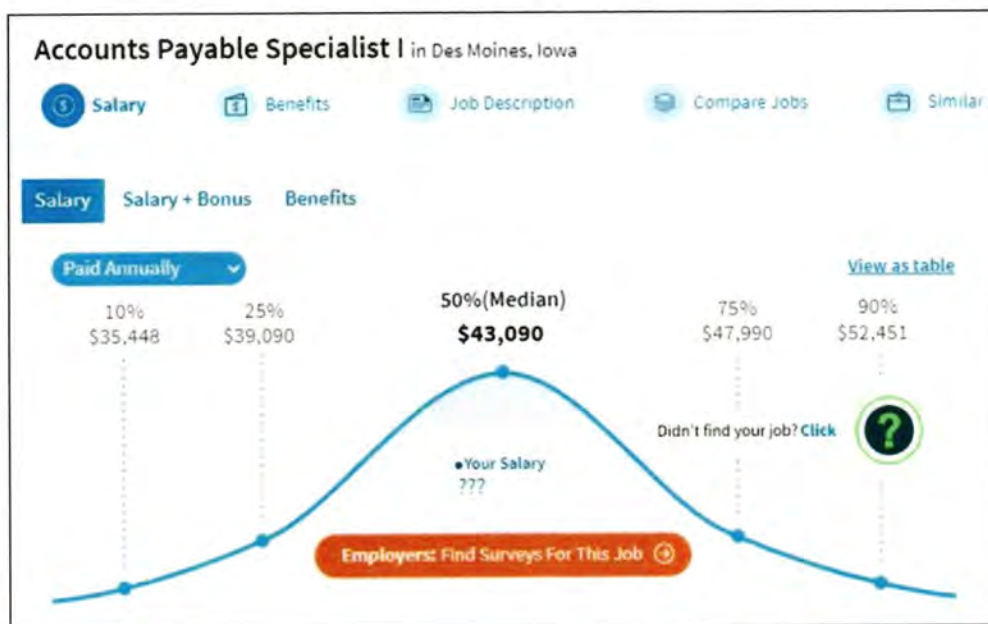 Accounts Payable Specialist I in Des Moines, Iowa
Salary Benefits Job Description Compare Jobs Similar
Salary Salary + Bonus Benefits
Paid Annually View as table
10% 25% 50%(Median) 75% 90%
$35,448 $39,090 $43,090 $47,990 $52,451
Didn't find your job? Click ?
•Your Salary
???
Employers: Find Surveys For This Job